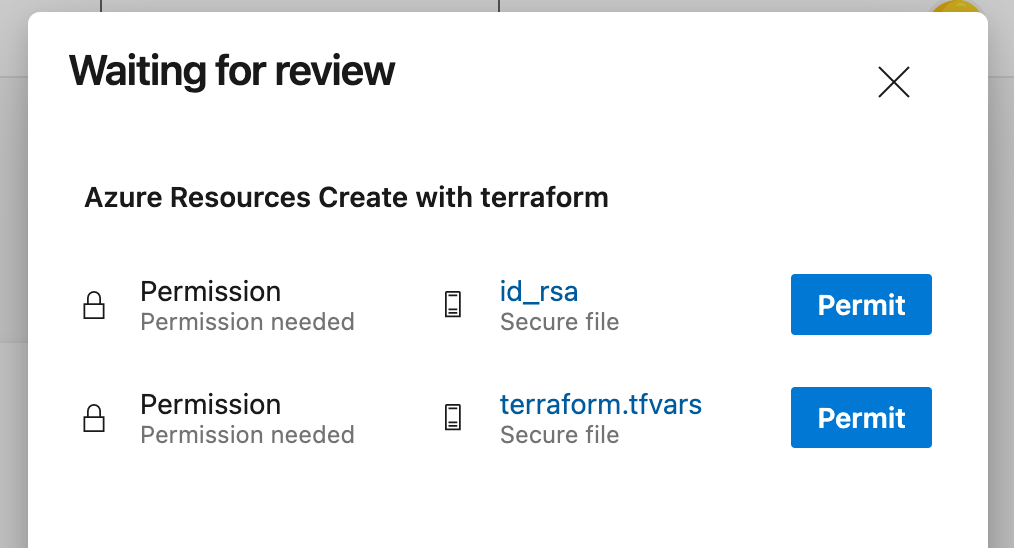 Waiting for review
Azure Resources Create with terraform
Permission
Permission needed
id_rsa
Secure file
Permit
Permission
Permission needed
terraform.tfvars
Secure file
Permit